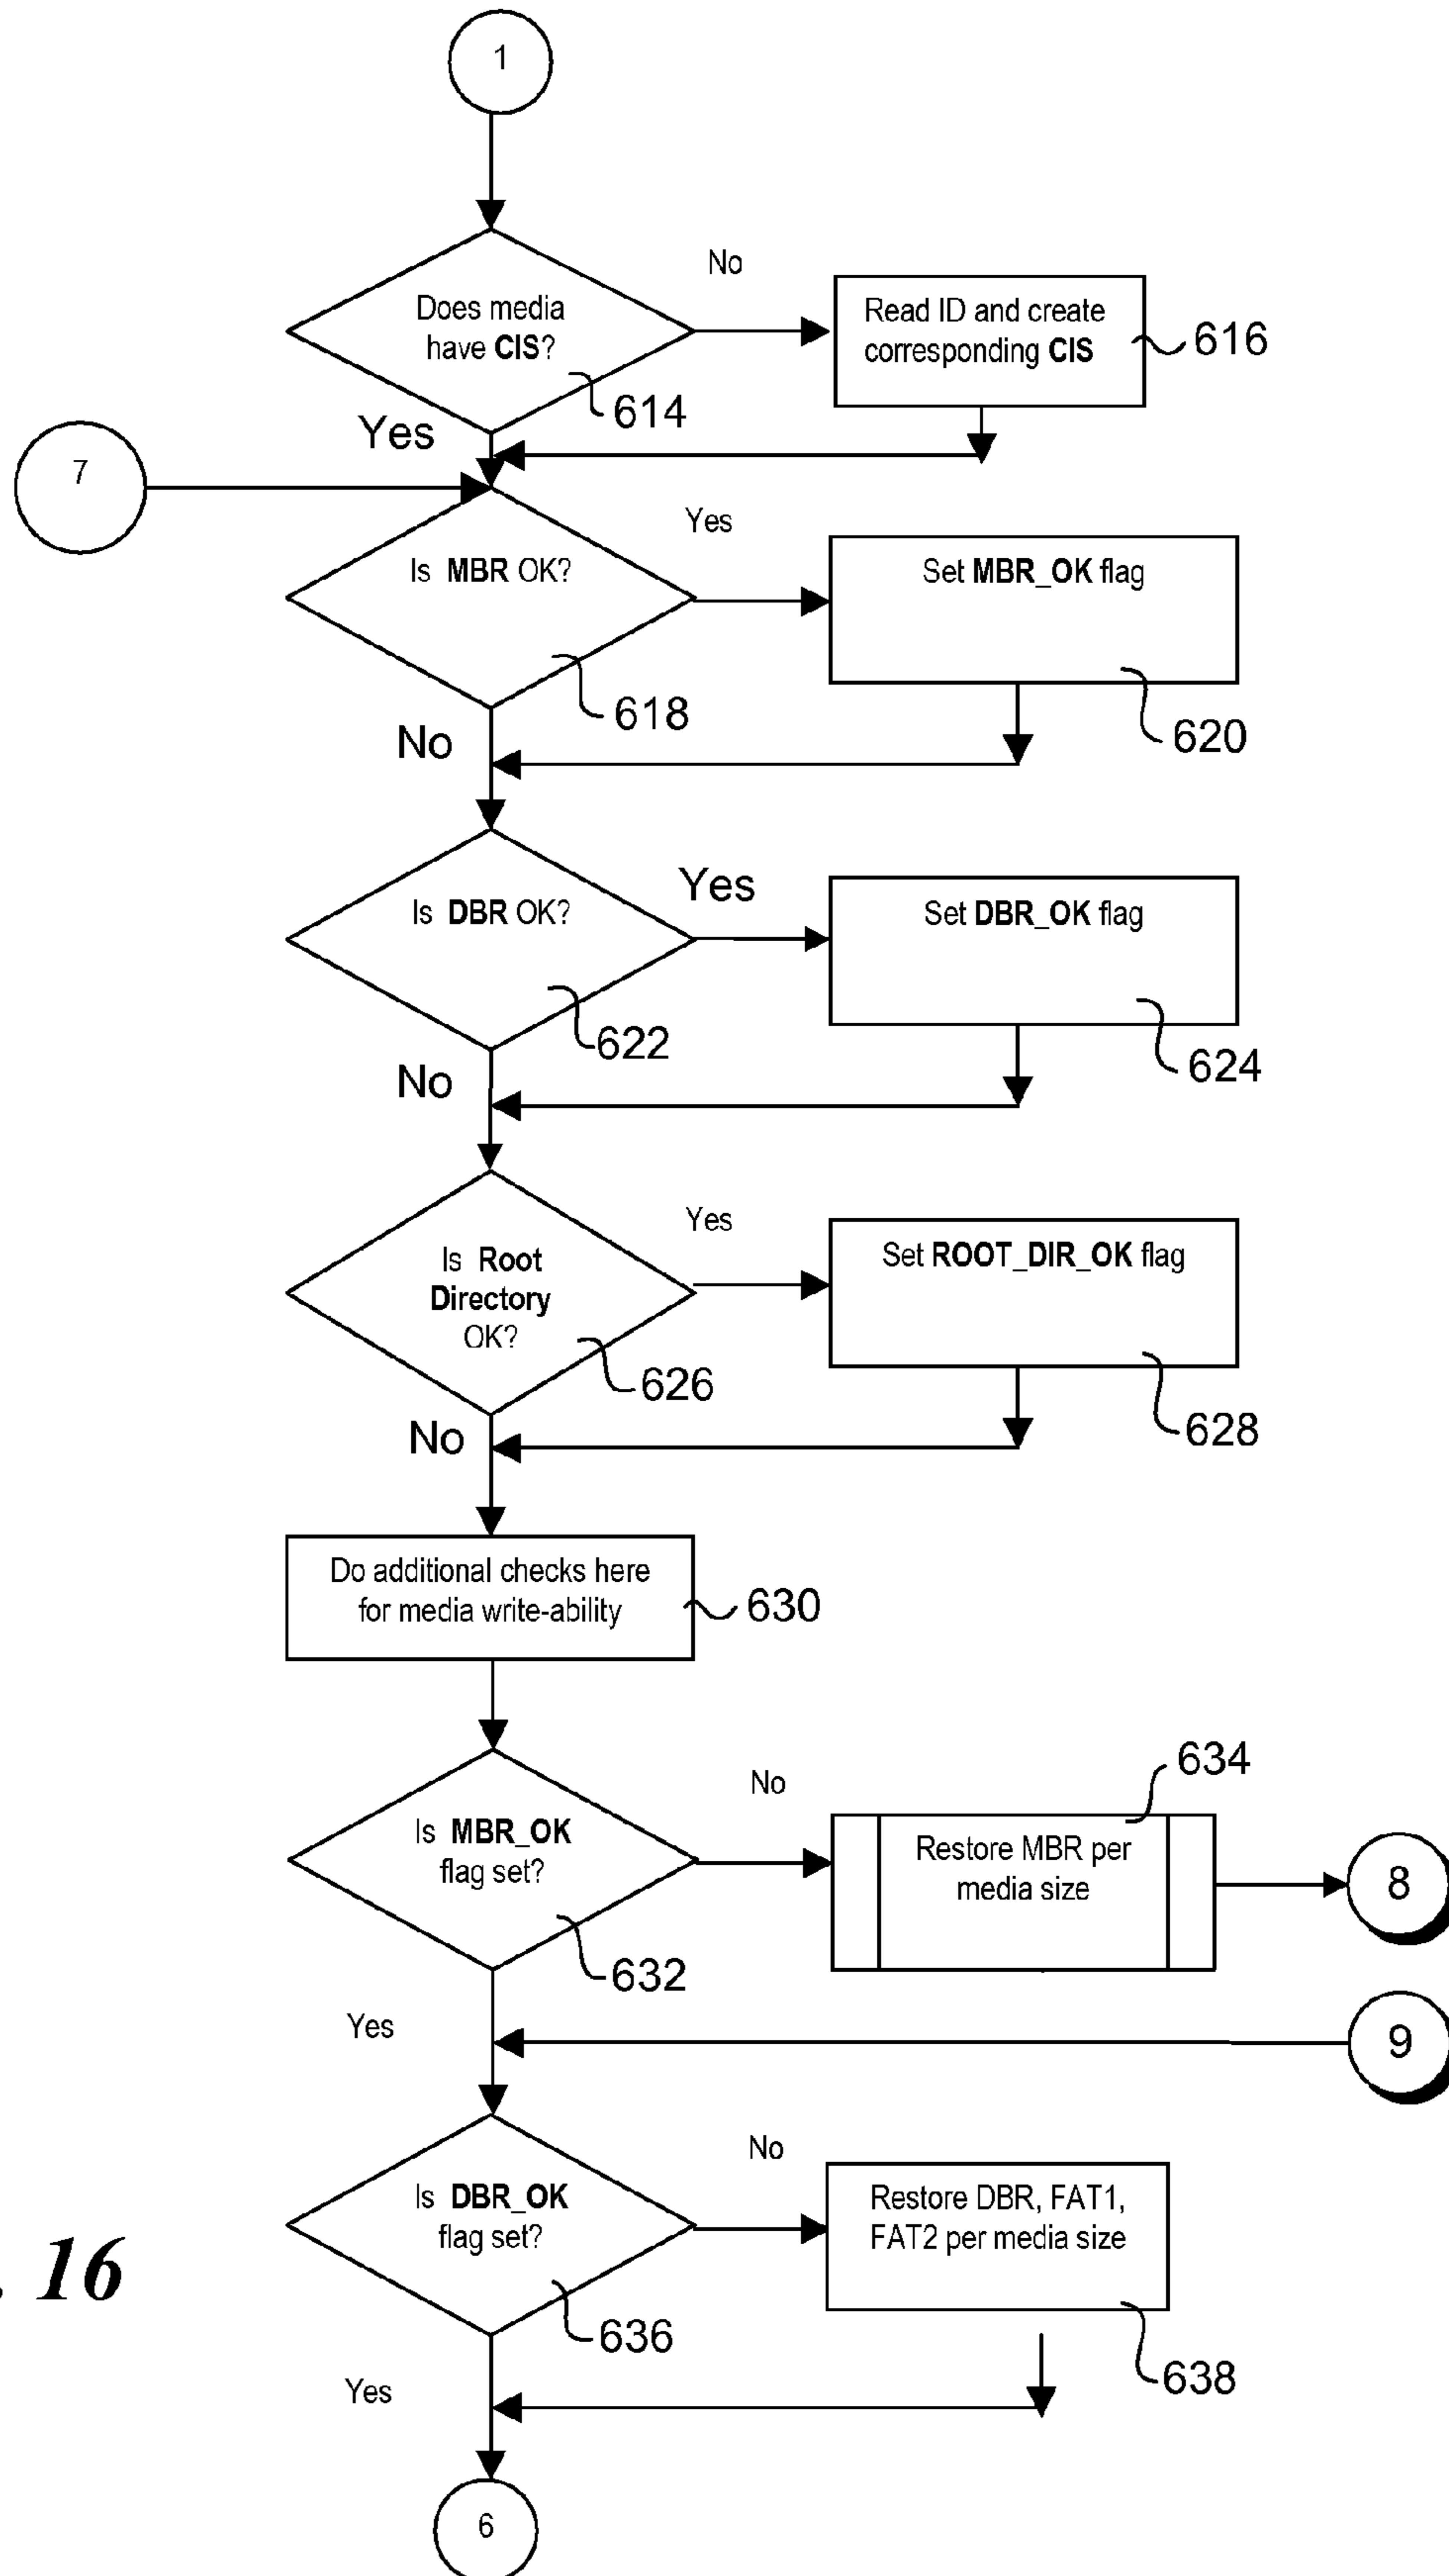 1
Does media
have CIS?
614
No
Read ID and create
corresponding CIS
616
Yes
7
Is MBR OK?
618
Yes
Set MBR_OK flag
620
No
Is DBR OK?
622
Yes
Set DBR_OK flag
624
No
Is Root
Directory
OK?
626
Yes
Set ROOT_DIR_OK flag
628
No
Do additional checks here
for media write-ability
630
Is MBR_OK
flag set?
632
No
634
Restore MBR per
media size
8
Yes
9
Is DBR_OK
flag set?
636
No
Restore DBR, FAT1,
FAT2 per media size
638
Yes
6
. 16